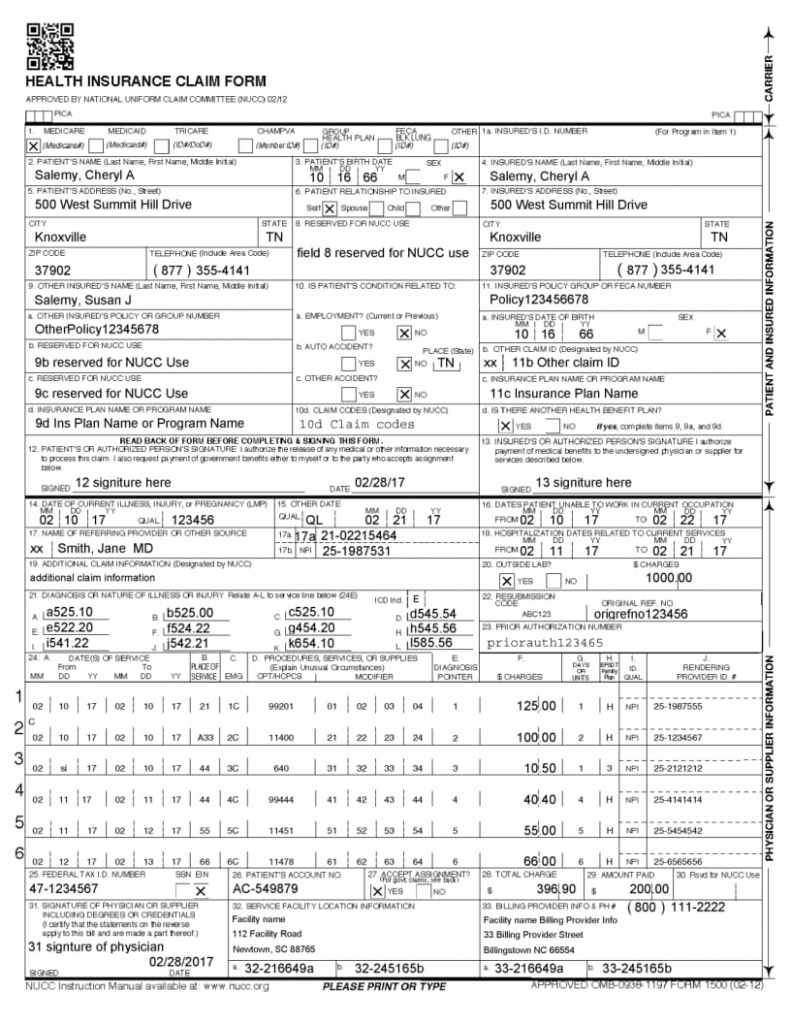 HEALTH INSURANCE CLAIM FORM
APPROVED BY NATIONAL UNIFORM CLAIM COMMITTEE (NUCC) 02/12
PICA PICA
CARRIER
1. MEDICARE MEDICAID TRICARE CHAMPVA GROUP HEALTH PLAN FECA BLK LUNG OTHER 1a. INSURED'S I.D. NUMBER (For Program in Item 1)
X (Medicare#) (Medicaid#) (ID#/DoD#) (Member ID#) (ID#) (ID#) (ID#)
2. PATIENT'S NAME (Last Name, First Name, Middle Initial) 3. PATIENT'S BIRTH DATE SEX 4. INSURED'S NAME (Last Name, First Name, Middle Initial)
MM DD YY
Salemy, Cheryl A 10 16 66 M F X Salemy, Cheryl A
5. PATIENT'S ADDRESS (No., Street) 6. PATIENT RELATIONSHIP TO INSURED 7. INSURED'S ADDRESS (No., Street)
500 West Summit Hill Drive Self X Spouse Child Other 500 West Summit Hill Drive
CITY STATE 8. RESERVED FOR NUCC USE CITY STATE
Knoxville TN Knoxville TN
ZIP CODE TELEPHONE (Include Area Code) field 8 reserved for NUCC use ZIP CODE TELEPHONE (Include Area Code)
37902 (877) 355-4141 37902 (877) 355-4141
9. OTHER INSURED'S NAME (Last Name, First Name, Middle Initial) 10. IS PATIENT'S CONDITION RELATED TO: 11. INSURED'S POLICY GROUP OR FECA NUMBER
Salemy, Susan J Policy123456678
a. OTHER INSURED'S POLICY OR GROUP NUMBER a. EMPLOYMENT? (Current or Previous) a. INSURED'S DATE OF BIRTH SEX
MM DD YY
OtherPolicy12345678 YES X NO 10 16 66 M F X
b. RESERVED FOR NUCC USE b. AUTO ACCIDENT? PLACE (State) b. OTHER CLAIM ID (Designated by NUCC)
9b reserved for NUCC Use YES X NO TN xx 11b Other claim ID
c. RESERVED FOR NUCC USE c. OTHER ACCIDENT? c. INSURANCE PLAN NAME OR PROGRAM NAME
9c reserved for NUCC Use YES X NO 11c Insurance Plan Name
d. INSURANCE PLAN NAME OR PROGRAM NAME 10d. CLAIM CODES (Designated by NUCC) d. IS THERE ANOTHER HEALTH BENEFIT PLAN?
9d Ins Plan Name or Program Name 10d Claim codes X YES NO If yes, complete items 9, 9a, and 9d.
PATIENT AND INSURED INFORMATION
READ BACK OF FORM BEFORE COMPLETING & SIGNING THIS FORM.
12. PATIENT'S OR AUTHORIZED PERSON'S SIGNATURE I authorize the release of any medical or other information necessary
to process this claim. I also request payment of government benefits either to myself or to the party who accepts assignment
below.
SIGNED 12 signiture here DATE 02/28/17
13. INSURED'S OR AUTHORIZED PERSON'S SIGNATURE I authorize
payment of medical benefits to the undersigned physician or supplier for
services described below.
SIGNED 13 signiture here
14. DATE OF CURRENT ILLNESS, INJURY, or PREGNANCY (LMP) 15. OTHER DATE 16. DATES PATIENT UNABLE TO WORK IN CURRENT OCCUPATION
MM DD YY MM DD YY MM DD YY MM DD YY
02 10 17 QUAL. 123456 QUAL. QL 02 21 17 FROM 02 10 17 TO 02 22 17
17. NAME OF REFERRING PROVIDER OR OTHER SOURCE 17a. 17a 21-02215464 18. HOSPITALIZATION DATES RELATED TO CURRENT SERVICES
MM DD YY MM DD YY
xx Smith, Jane MD 17b. NPI 25-1987531 FROM 02 11 17 TO 02 21 17
19. ADDITIONAL CLAIM INFORMATION (Designated by NUCC) 20. OUTSIDE LAB? $ CHARGES
additional claim information X YES NO 1000 00
21. DIAGNOSIS OR NATURE OF ILLNESS OR INJURY Relate A-L to service line below (24E) ICD Ind. E 22. RESUBMISSION CODE ORIGINAL REF. NO.
A. a525.10 B. b525.00 C. c525.10 D. d545.54 ABC123 origrefno123456
E. e522.20 F. f524.22 G. g454.20 H. h545.56 23. PRIOR AUTHORIZATION NUMBER
I. i541.22 J. j542.21 K. k654.10 L. l585.56 priorauth123465
24. A. DATE(S) OF SERVICE B. C. D. PROCEDURES, SERVICES, OR SUPPLIES E. F. G. H. I. J.
From To PLACE OF (Explain Unusual Circumstances) DIAGNOSIS DAYS OR UNITS EPSDT Family Plan ID. RENDERING
MM DD YY MM DD YY SERVICE EMG CPT/HCPCS MODIFIER POINTER $ CHARGES QUAL. PROVIDER ID. #
1 02 10 17 02 10 17 21 1C 99201 01 02 03 04 1 125 00 1 H NPI 25-1987555
C
2 02 10 17 02 10 17 A33 2C 11400 21 22 23 24 2 100 00 2 H NPI 25-1234567
3 02 si 17 02 10 17 44 3C 640 31 32 33 34 3 10 50 1 3 NPI 25-2121212
4 02 11 17 02 11 17 44 4C 99444 41 42 43 44 4 40 40 4 H NPI 25-4141414
5 02 11 17 02 12 17 55 5C 11451 51 52 53 54 5 55 00 5 H NPI 25-5454542
6 02 12 17 02 13 17 66 6C 11478 61 62 63 64 6 66 00 6 H NPI 25-6565656
PHYSICIAN OR SUPPLIER INFORMATION
25. FEDERAL TAX I.D. NUMBER SSN EIN 26. PATIENT'S ACCOUNT NO. 27. ACCEPT ASSIGNMENT? 28. TOTAL CHARGE 29. AMOUNT PAID 30. Rsvd for NUCC Use
(For govt. claims, see back)
47-1234567 X AC-549879 X YES NO $ 396 90 $ 200 00
31. SIGNATURE OF PHYSICIAN OR SUPPLIER
INCLUDING DEGREES OR CREDENTIALS
(I certify that the statements on the reverse
apply to this bill and are made a part thereof.)
31 signture of physician
02/28/2017
SIGNED DATE
32. SERVICE FACILITY LOCATION INFORMATION
Facility name
112 Facility Road
Newtown, SC 88765
a. 32-216649a b. 32-245165b
33. BILLING PROVIDER INFO & PH # (800) 111-2222
Facility name Billing Provider Info
33 Billing Provider Street
Billingstown NC 66554
a. 33-216649a b. 33-245165b
NUCC Instruction Manual available at: www.nucc.org PLEASE PRINT OR TYPE APPROVED OMB-0938-1197 FORM 1500 (02-12)